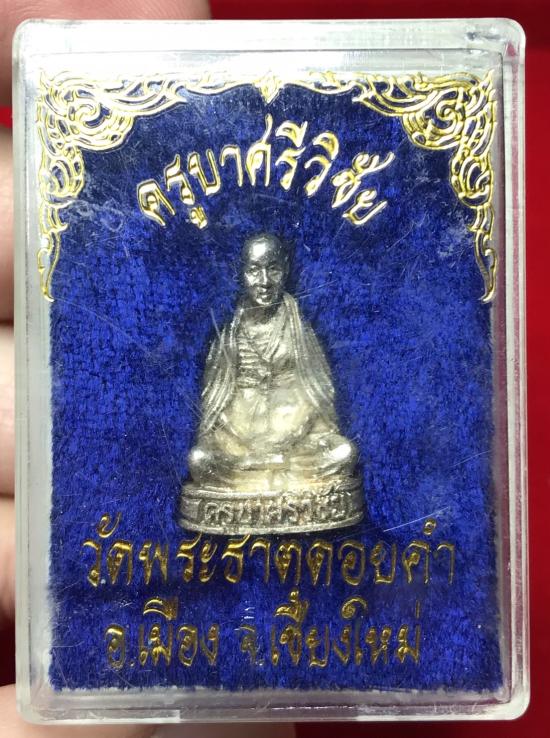 ครูบาศรีวิชัย
ครูบาศรีวิชัย
วัดพระธาตุดอยคำ
อ.เมือง จ.เชียงใหม่